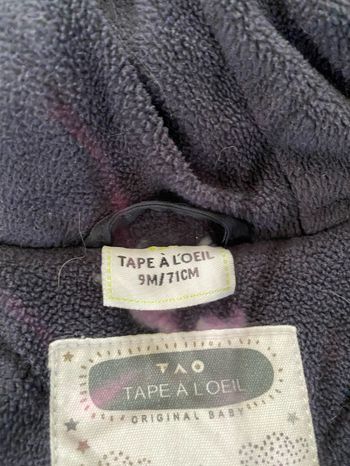 TAPE À L'OEIL
9M/71CM
TAO
TAPE A L'OEIL
ORIGINAL BABY